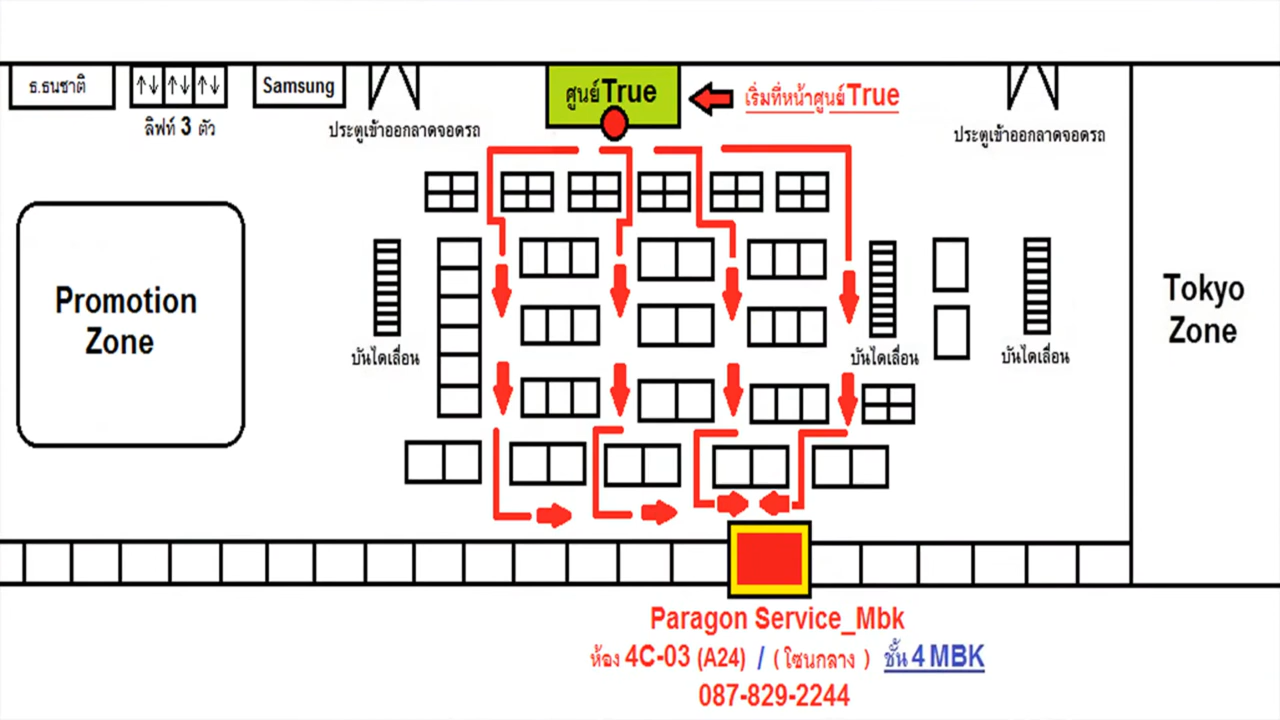 ธ.ธนชาติ
ลิฟท์ 3 ตัว
Samsung
ประตูเข้าออกลาดจอดรถ
ศูนย์True
เริ่มที่หน้าศูนย์True
ประตูเข้าออกลาดจอดรถ
Promotion
Zone
บันไดเลื่อน
บันไดเลื่อน
บันไดเลื่อน
Tokyo
Zone
Paragon Service_Mbk
ห้อง 4C-03 (A24) / ( โซนกลาง ) ชั้น 4 MBK
087-829-2244